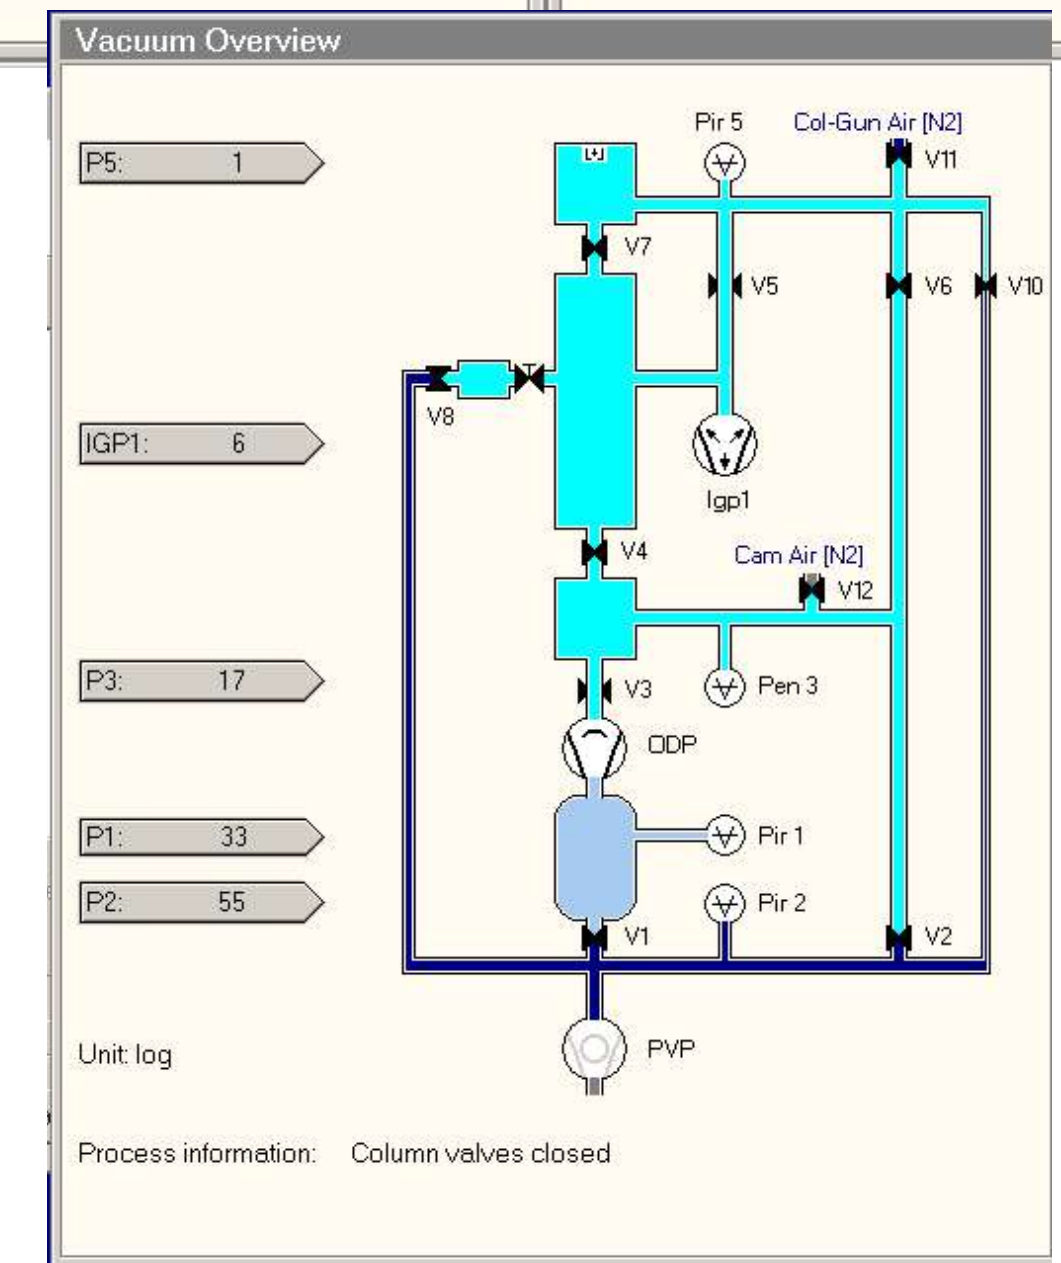 Vacuum Overview
Pir 5
Col-Gun Air [N2]
P5: 1
V11
V7
V5
V6
V10
V8
IGP1: 6
Igp1
V4
Cam Air [N2]
V12
P3: 17
V3
Pen 3
ODP
P1: 33
Pir 1
P2: 55
Pir 2
V1
V2
Unit: log
PVP
Process information: Column valves closed